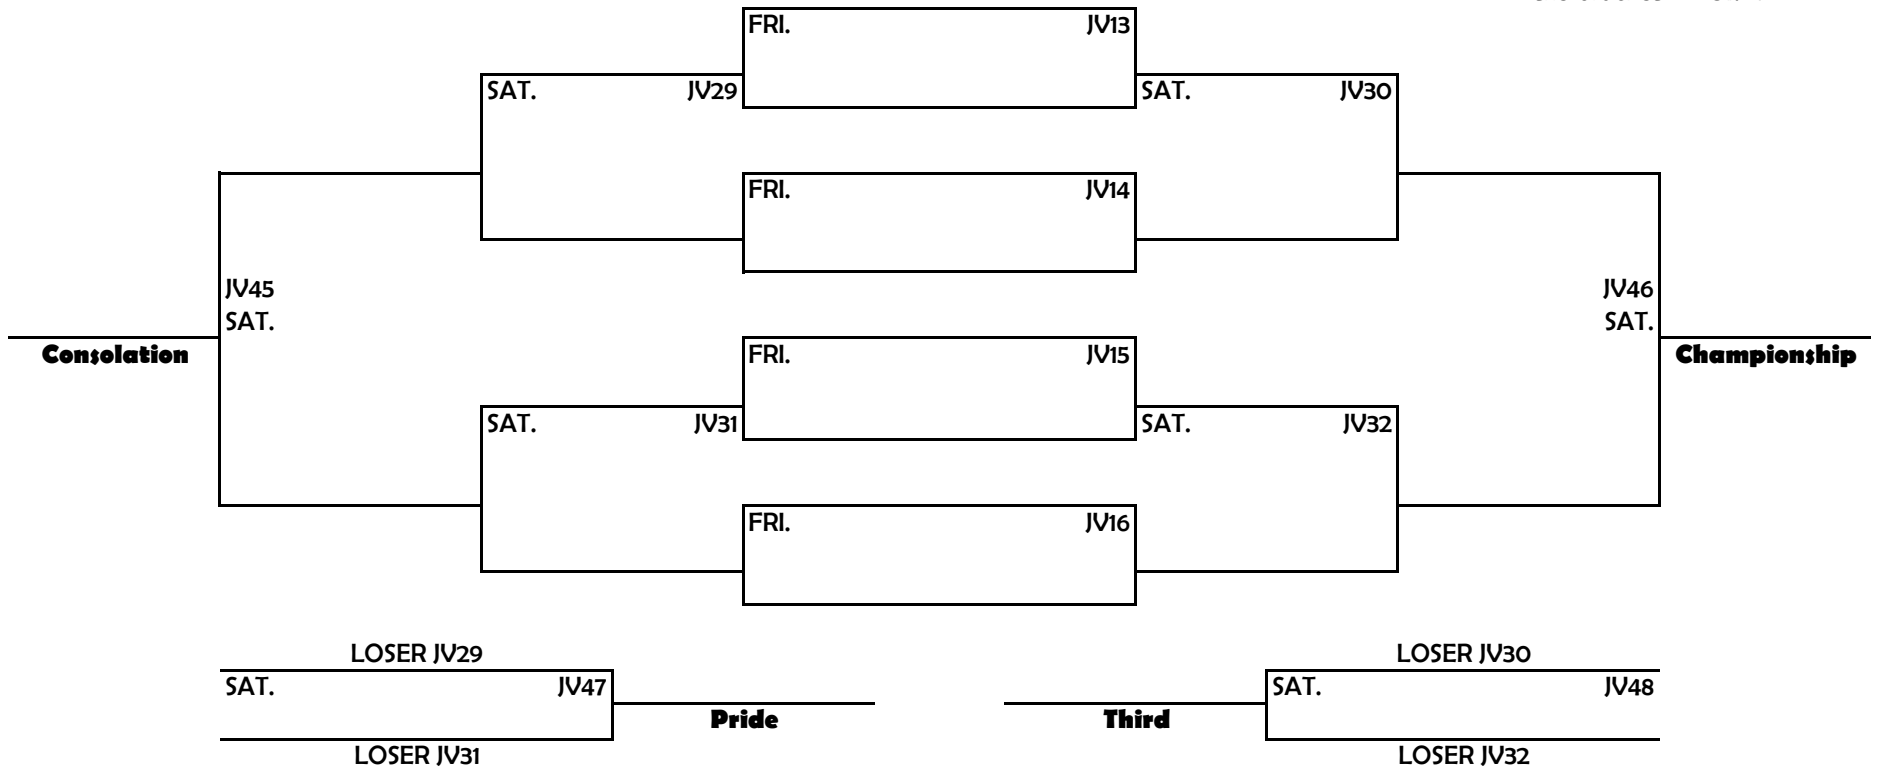 FRI. JV13
SAT. JV29
SAT. JV30
FRI. JV14
JV45
SAT.
JV46
SAT.
Consolation
FRI. JV15
Championship
SAT. JV31
SAT. JV32
FRI. JV16
LOSER JV29
LOSER JV30
SAT. JV47
SAT. JV48
Pride
Third
LOSER JV31
LOSER JV32